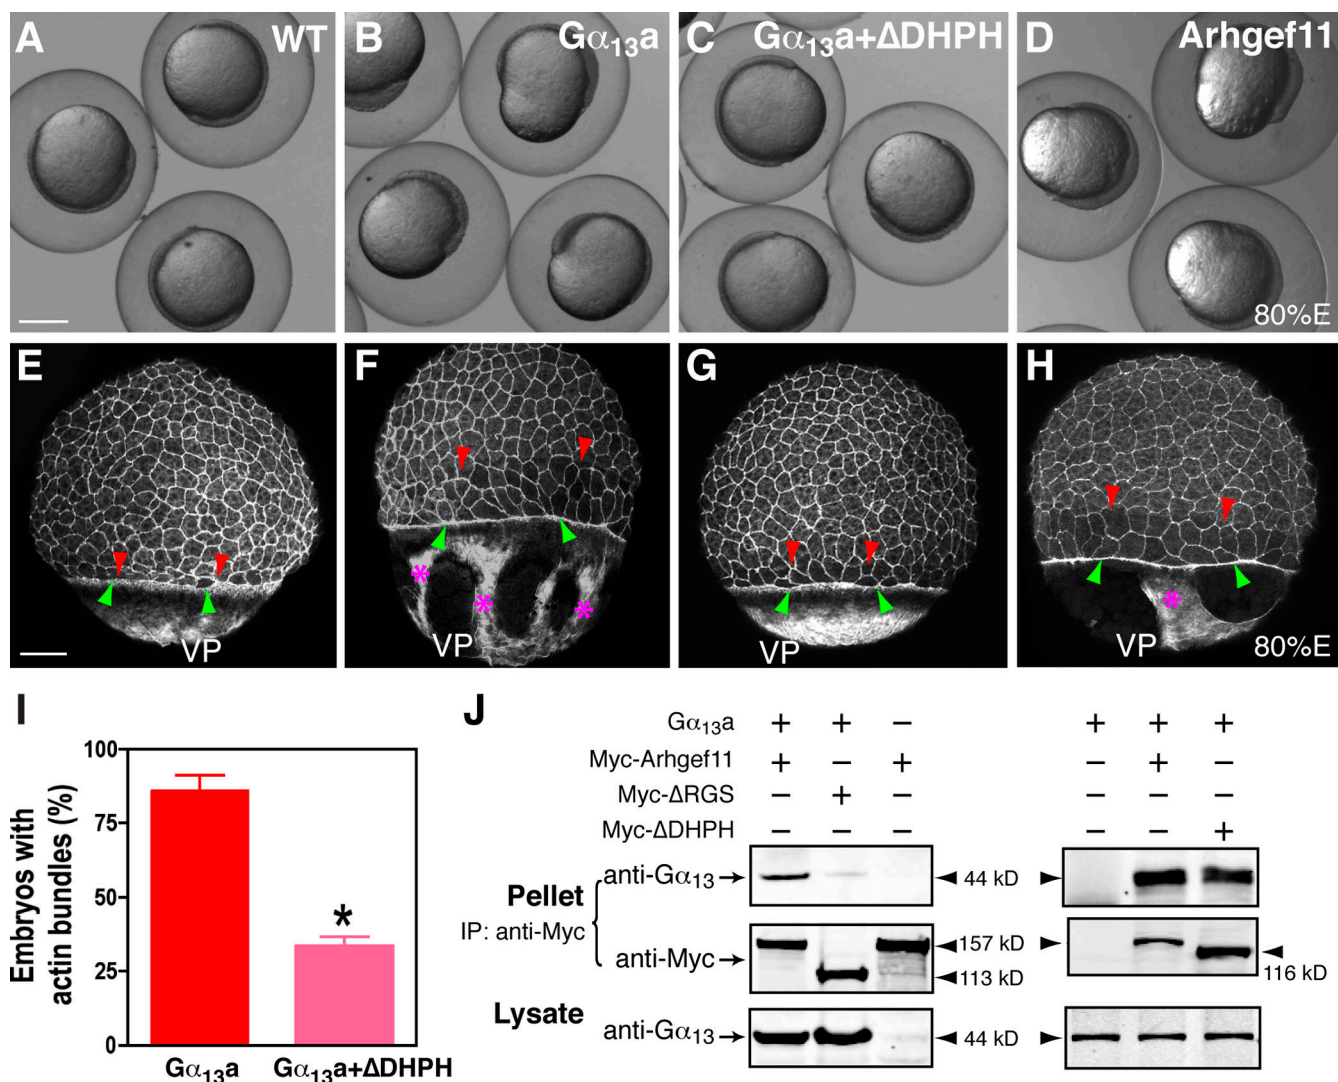 A WT
B Gα13a
C Gα13a+ΔDHPH
D Arhgef11
80%E
E
F
G
H
* * *
*
VP
VP
VP
VP
80%E
I
Embryos with
actin bundles (%)
100
75
50
25
0
*
Gα13a
Gα13a+ΔDHPH
J
Gα13a + + − + + +
Myc-Arhgef11 + − + − + −
Myc-ΔRGS − + − − − −
Myc-ΔDHPH − − − − − +
Pellet
IP: anti-Myc
anti-Gα13 44 kD
anti-Myc 157 kD
113 kD
116 kD
Lysate
anti-Gα13 44 kD